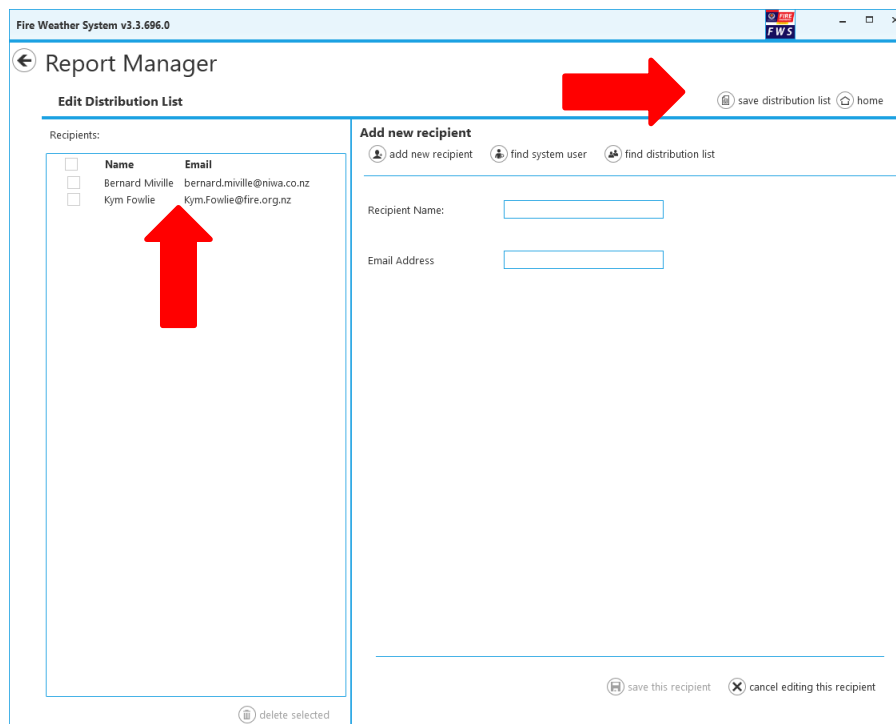 Fire Weather System v3.3.696.0
FIRE
FWS
Report Manager
Edit Distribution List
save distribution list
home
Recipients:
Name Email
Bernard Miville bernard.miville@niwa.co.nz
Kym Fowlie Kym.Fowlie@fire.org.nz
delete selected
Add new recipient
add new recipient
find system user
find distribution list
Recipient Name:
Email Address
save this recipient
cancel editing this recipient